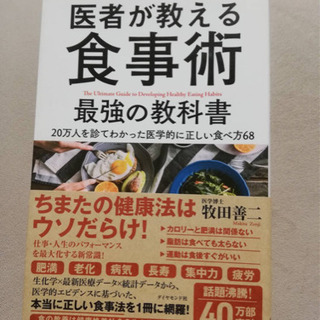 医者が教える
食事術
The Ultimate Guide to Developing Healthy Eating Habits
最強の教科書
20万人を診てわかった医学的に正しい食べ方68
ちまたの健康法は
ウソだらけ!
医学博士
牧田善二
Makita Zenji
仕事・人生のパフォーマンス
を最大化する新常識!
×カロリーと肥満は関係ない
×脂肪は食べても太らない
×運動は食後すぐがいい
肥満 老化 病気 長寿 集中力 疲労
生化学×最新医療データ×統計データから、
医学的エビデンスに基づいた、
本当に正しい食事法を1冊に網羅!
ダイヤモンド社
話題沸騰!
40万部